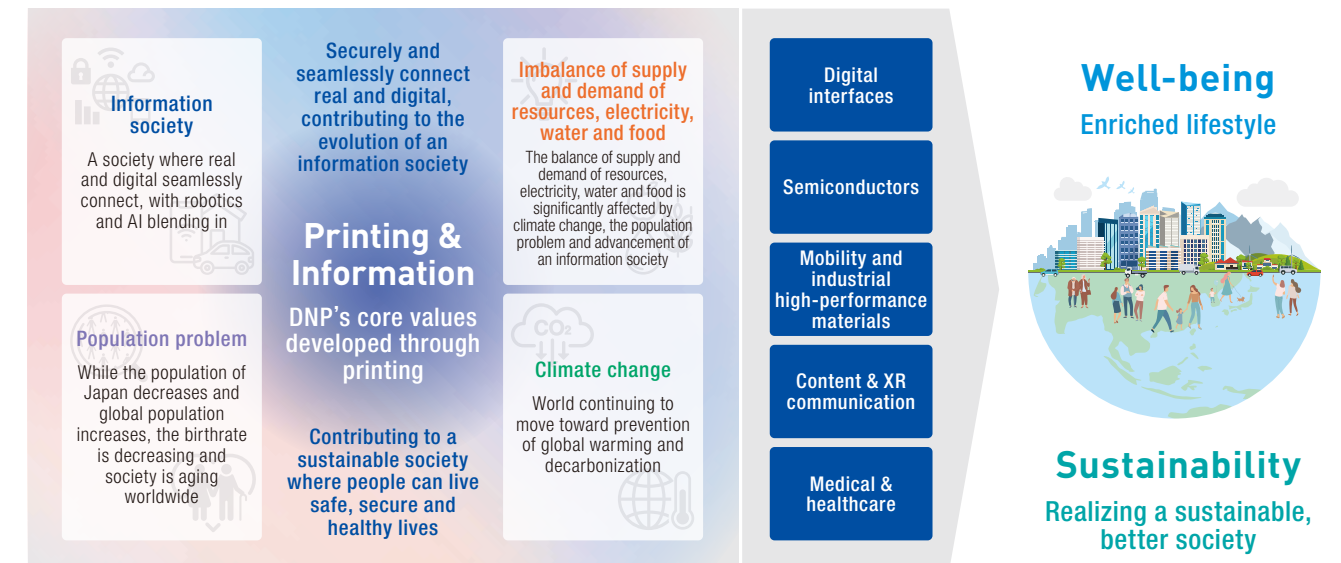 Information
society
A society where real
and digital seamlessly
connect, with robotics
and AI blending in
Population problem
While the population of
Japan decreases and
global population
increases, the birthrate
is decreasing and
society is aging
worldwide
Securely and
seamlessly connect
real and digital,
contributing to the
evolution of an
information society
Printing &
Information
DNP's core values
developed through
printing
Contributing to a
sustainable society
where people can live
safe, secure and
healthy lives
Imbalance of supply
and demand of
resources, electricity,
water and food
The balance of supply and
demand of resources,
electricity, water and food is
significantly affected by
climate change, the population
problem and advancement of
an information society
CO₂
Climate change
World continuing to
move toward prevention
of global warming and
decarbonization
Digital
interfaces
Semiconductors
Mobility and
industrial
high-performance
materials
Content & XR
communication
Medical &
healthcare
Well-being
Enriched lifestyle
Sustainability
Realizing a sustainable,
better society